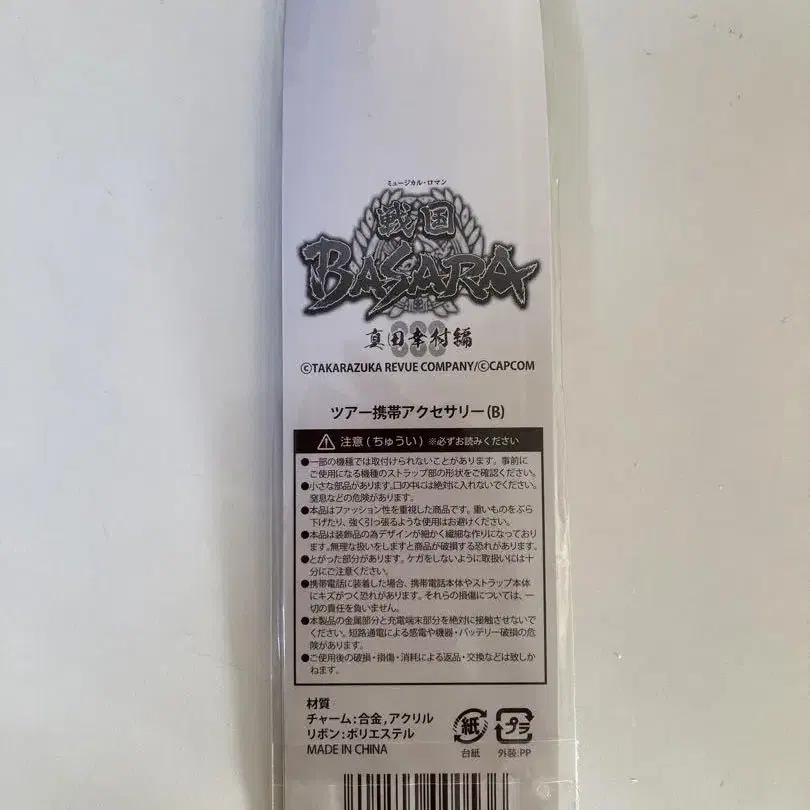 ミュージカル・ロマン
戦国
BASARA
真田幸村編
©TAKARAZUKA REVUE COMPANY/©CAPCOM
ツアー携帯アクセサリー(B)
注意(ちゅうい)※必ずお読みください
●一部の機種では取付けられないことがあります。事前に
ご使用になる機種のストラップ部の形状をご確認ください。
●小さな部品があります。口の中には絶対に入れないでください。
窒息などの危険があります。
●本品はファッション性を重視した商品です。重いものをぶら
下げたり、強く引っ張るような使用はお避けください。
●本品は装飾品の為デザインが細かく繊細な作りになっており
ます。無理な扱いをしますと商品が破損する恐れがあります。
●とがった部分があります。ケガをしないように取扱いには十
分にご注意ください。
●携帯電話に装着した場合、携帯電話本体やストラップ本体
にキズがつく恐れがあります。それらの損傷については、一
切の責任を負いません。
●本製品の金属部分と充電端末部分を絶対に接触させないで
ください。短路通電による感電や機器・バッテリー破損の危
険があります。
●ご使用後の破損・損傷・消耗による返品・交換などは致しか
ねます。
材質
チャーム:合金,アクリル
リボン:ポリエステル
MADE IN CHINA
紙
台紙
プラ
外装:PP